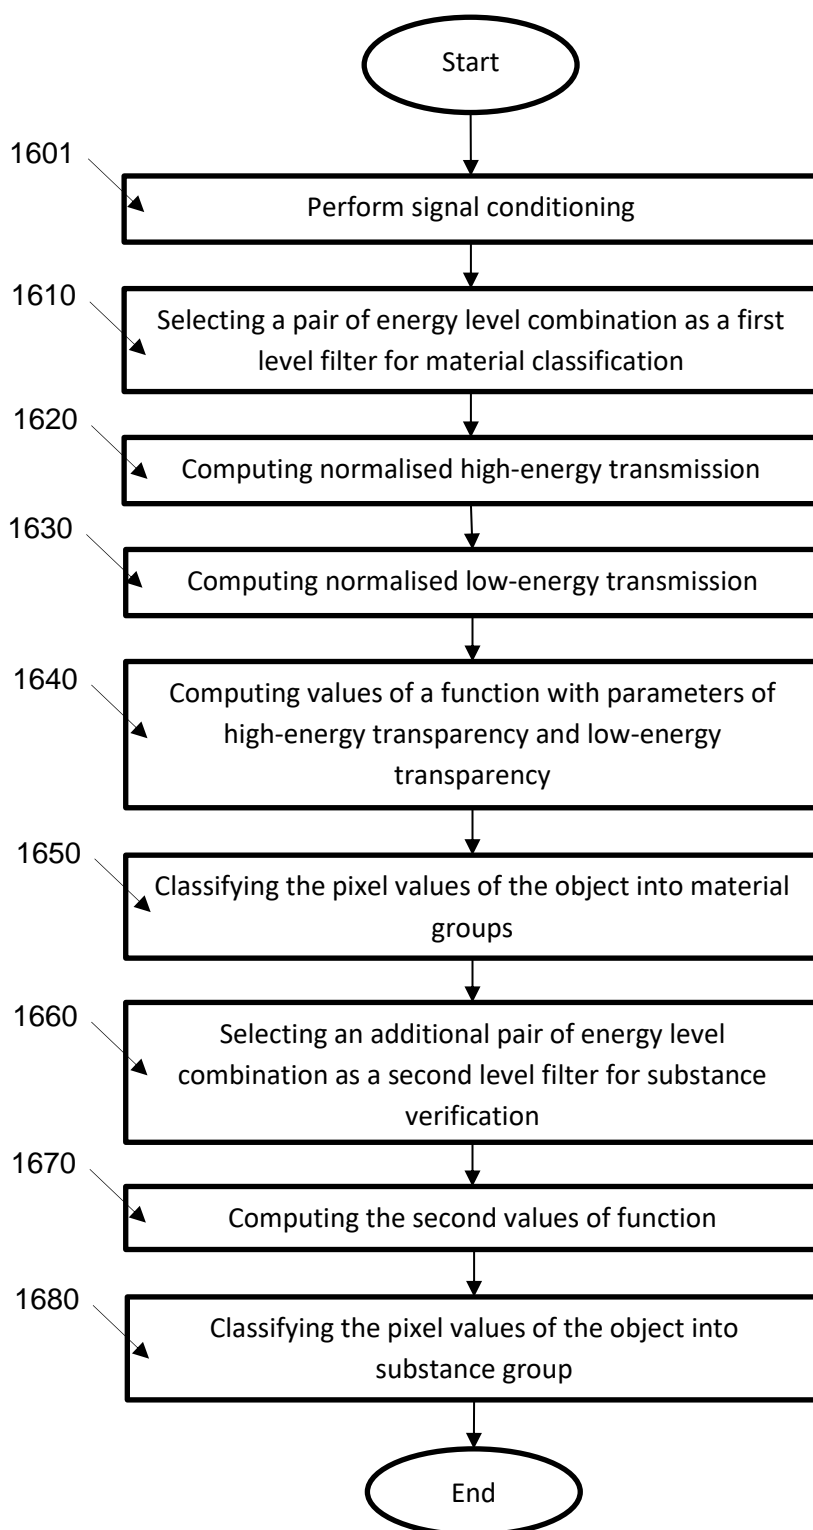 Start
1601
Perform signal conditioning
1610
Selecting a pair of energy level combination as a first
level filter for material classification
1620
Computing normalised high-energy transmission
1630
Computing normalised low-energy transmission
1640
Computing values of a function with parameters of
high-energy transparency and low-energy
transparency
1650
Classifying the pixel values of the object into material
groups
1660
Selecting an additional pair of energy level
combination as a second level filter for substance
verification
1670
Computing the second values of function
1680
Classifying the pixel values of the object into
substance group
End